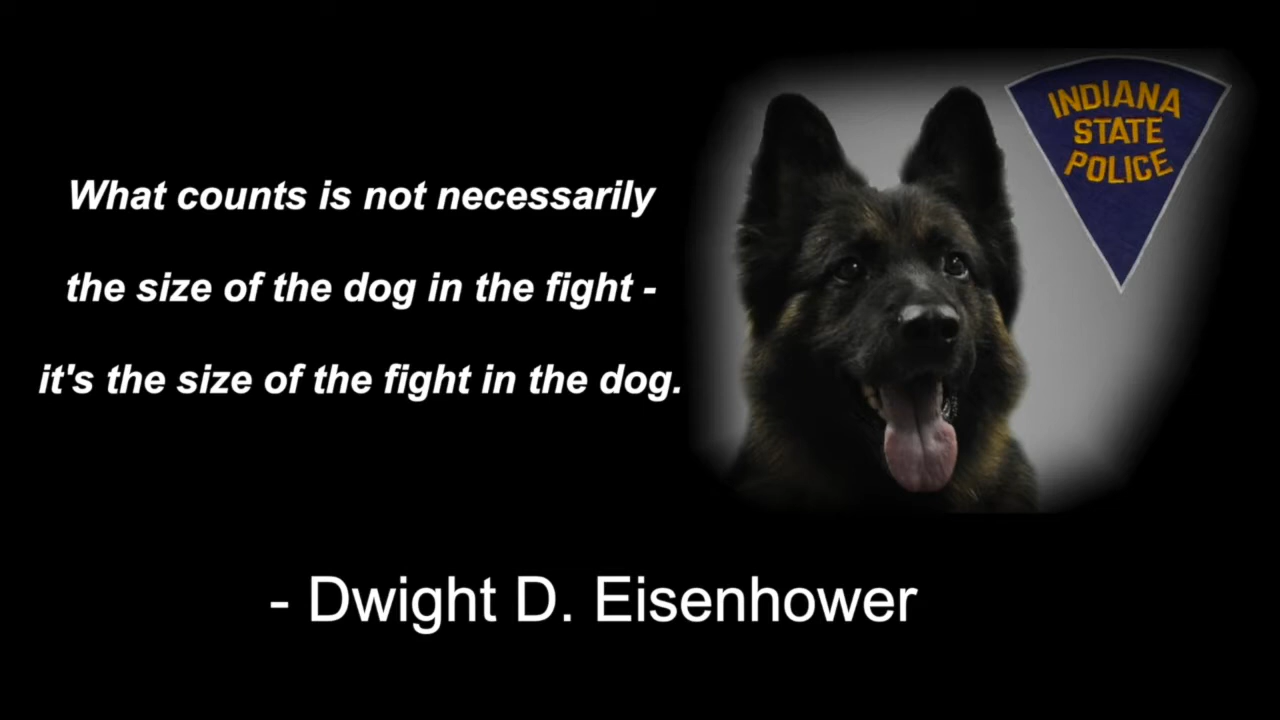 What counts is not necessarily
the size of the dog in the fight -
it's the size of the fight in the dog.
INDIANA
STATE
POLICE
- Dwight D. Eisenhower